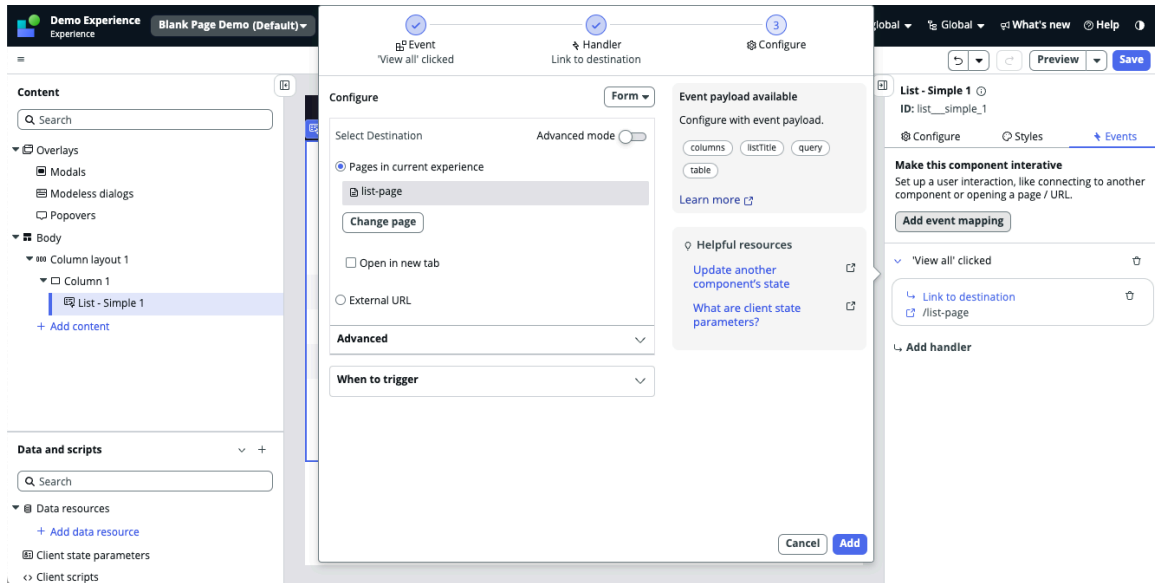 Demo Experience
Experience
Blank Page Demo (Default)
Global
What's new
Help
Preview
Save
Content
Search
Overlays
Modals
Modeless dialogs
Popovers
Body
Column layout 1
Column 1
List - Simple 1
+ Add content
Data and scripts
Search
Data resources
+ Add data resource
Client state parameters
Client scripts
Event
'View all' clicked
Handler
Link to destination
3
Configure
Configure
Form
Select Destination
Advanced mode
Pages in current experience
list-page
Change page
Open in new tab
External URL
Advanced
When to trigger
Event payload available
Configure with event payload.
columns
listTitle
query
table
Learn more
Helpful resources
Update another
component's state
What are client state
parameters?
Cancel
Add
List - Simple 1
ID: list__simple_1
Configure
Styles
Events
Make this component interative
Set up a user interaction, like connecting to another
component or opening a page / URL.
Add event mapping
'View all' clicked
Link to destination
/list-page
Add handler